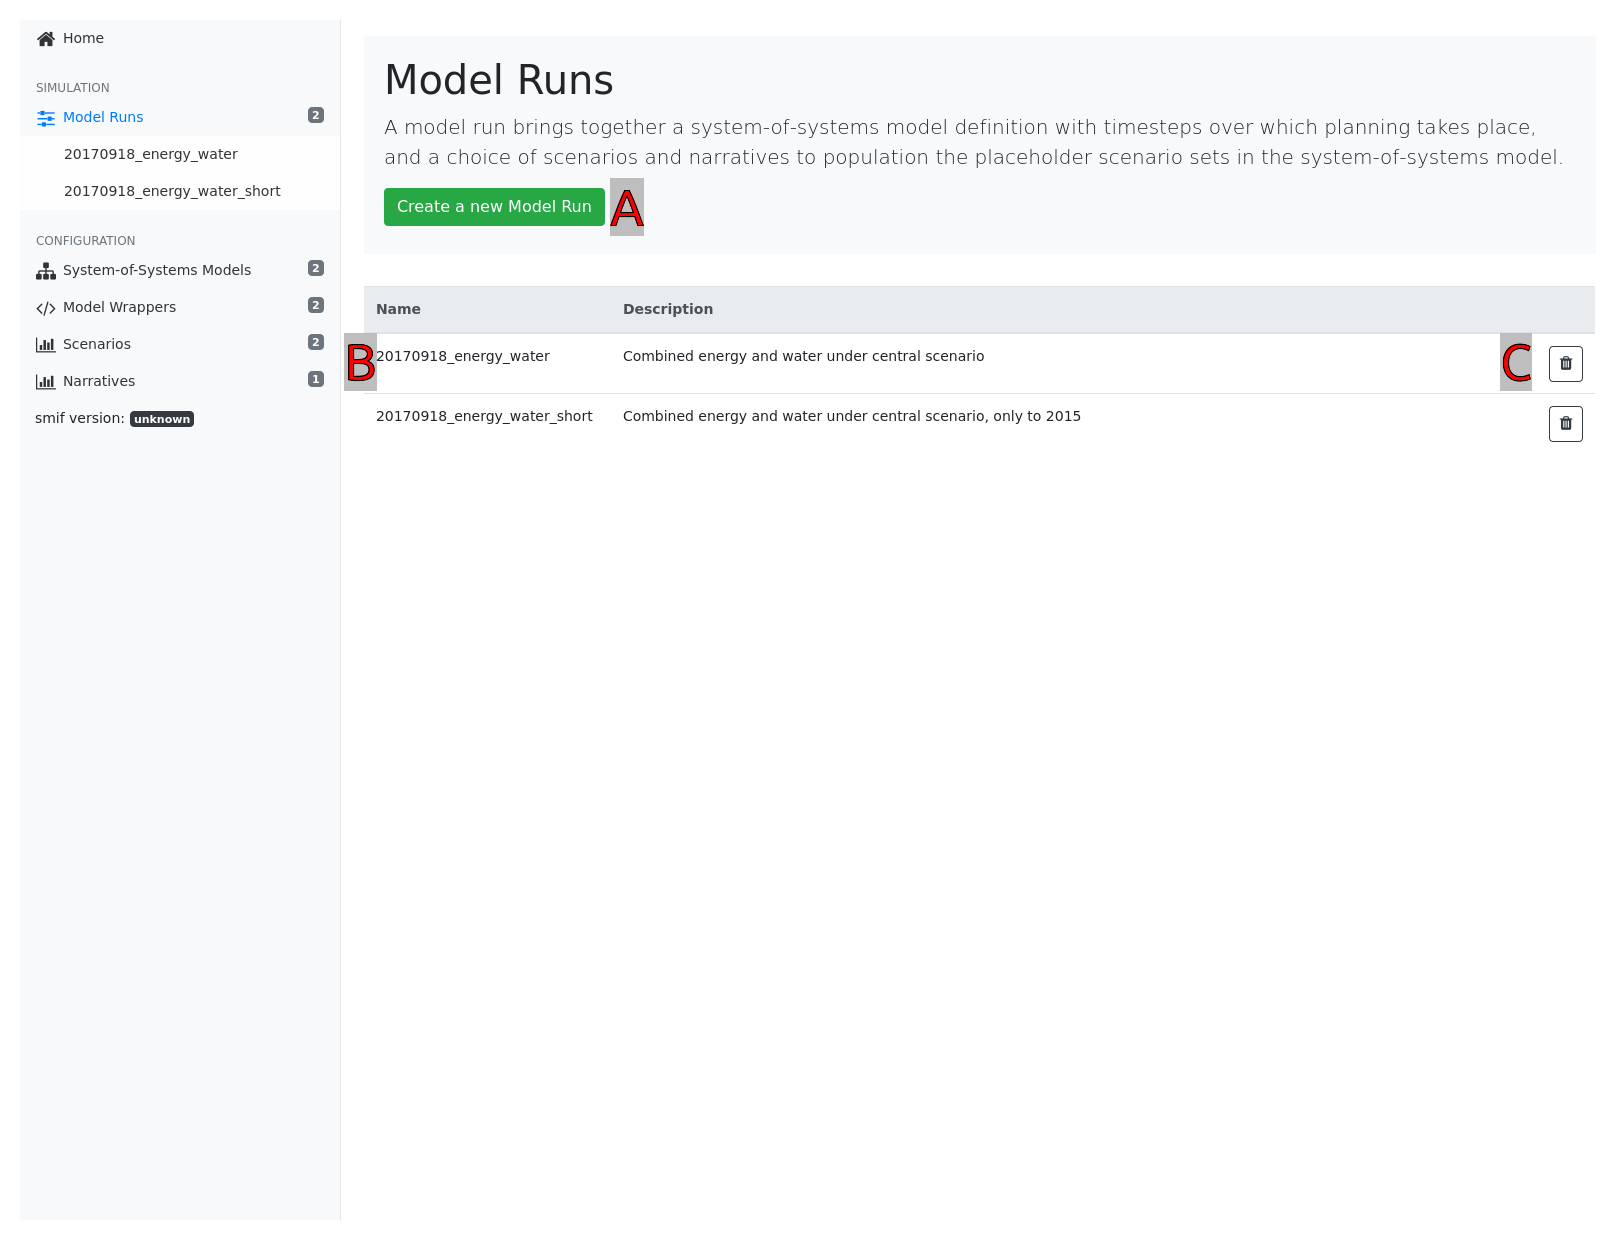 Home
SIMULATION
Model Runs 2
20170918_energy_water
20170918_energy_water_short
CONFIGURATION
System-of-Systems Models 2
Model Wrappers 2
Scenarios 2
Narratives 1
smif version: unknown
Model Runs
A model run brings together a system-of-systems model definition with timesteps over which planning takes place,
and a choice of scenarios and narratives to population the placeholder scenario sets in the system-of-systems model.
Create a new Model Run A
Name Description
B 20170918_energy_water Combined energy and water under central scenario C
20170918_energy_water_short Combined energy and water under central scenario, only to 2015